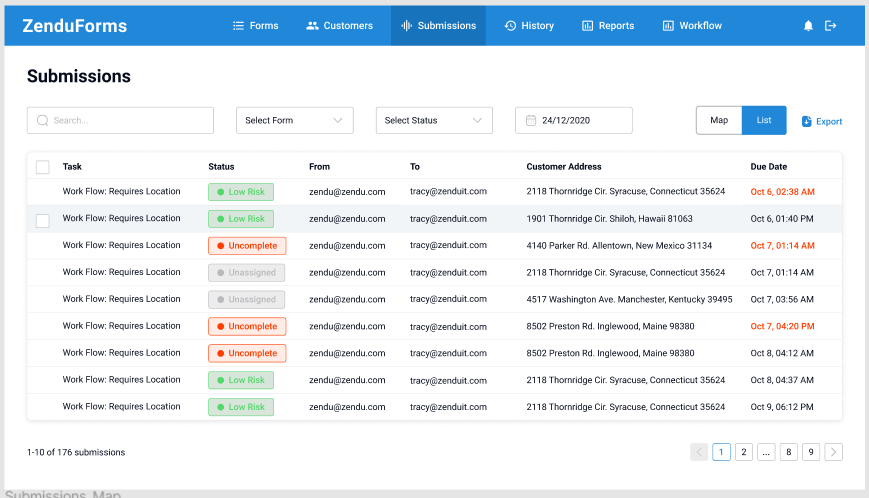 ZenduForms Forms Customers Submissions History Reports Workflow
Submissions
Search... Select Form Select Status 24/12/2020 Map List Export
Task Status From To Customer Address Due Date
Work Flow: Requires Location Low Risk zendu@zendu.com tracy@zenduit.com 2118 Thornridge Cir. Syracuse, Connecticut 35624 Oct 6, 02:38 AM
Work Flow: Requires Location Low Risk zendu@zendu.com tracy@zenduit.com 1901 Thornridge Cir. Shiloh, Hawaii 81063 Oct 6, 01:40 PM
Work Flow: Requires Location Uncomplete zendu@zendu.com tracy@zenduit.com 4140 Parker Rd. Allentown, New Mexico 31134 Oct 7, 01:14 AM
Work Flow: Requires Location Unassigned zendu@zendu.com tracy@zenduit.com 2118 Thornridge Cir. Syracuse, Connecticut 35624 Oct 7, 01:14 AM
Work Flow: Requires Location Unassigned zendu@zendu.com tracy@zenduit.com 4517 Washington Ave. Manchester, Kentucky 39495 Oct 7, 03:56 AM
Work Flow: Requires Location Uncomplete zendu@zendu.com tracy@zenduit.com 8502 Preston Rd. Inglewood, Maine 98380 Oct 7, 04:20 PM
Work Flow: Requires Location Uncomplete zendu@zendu.com tracy@zenduit.com 8502 Preston Rd. Inglewood, Maine 98380 Oct 8, 04:12 AM
Work Flow: Requires Location Low Risk zendu@zendu.com tracy@zenduit.com 2118 Thornridge Cir. Syracuse, Connecticut 35624 Oct 8, 04:37 AM
Work Flow: Requires Location Low Risk zendu@zendu.com tracy@zenduit.com 2118 Thornridge Cir. Syracuse, Connecticut 35624 Oct 9, 06:12 PM
1-10 of 176 submissions 1 2 ... 8 9
Submissions_Map